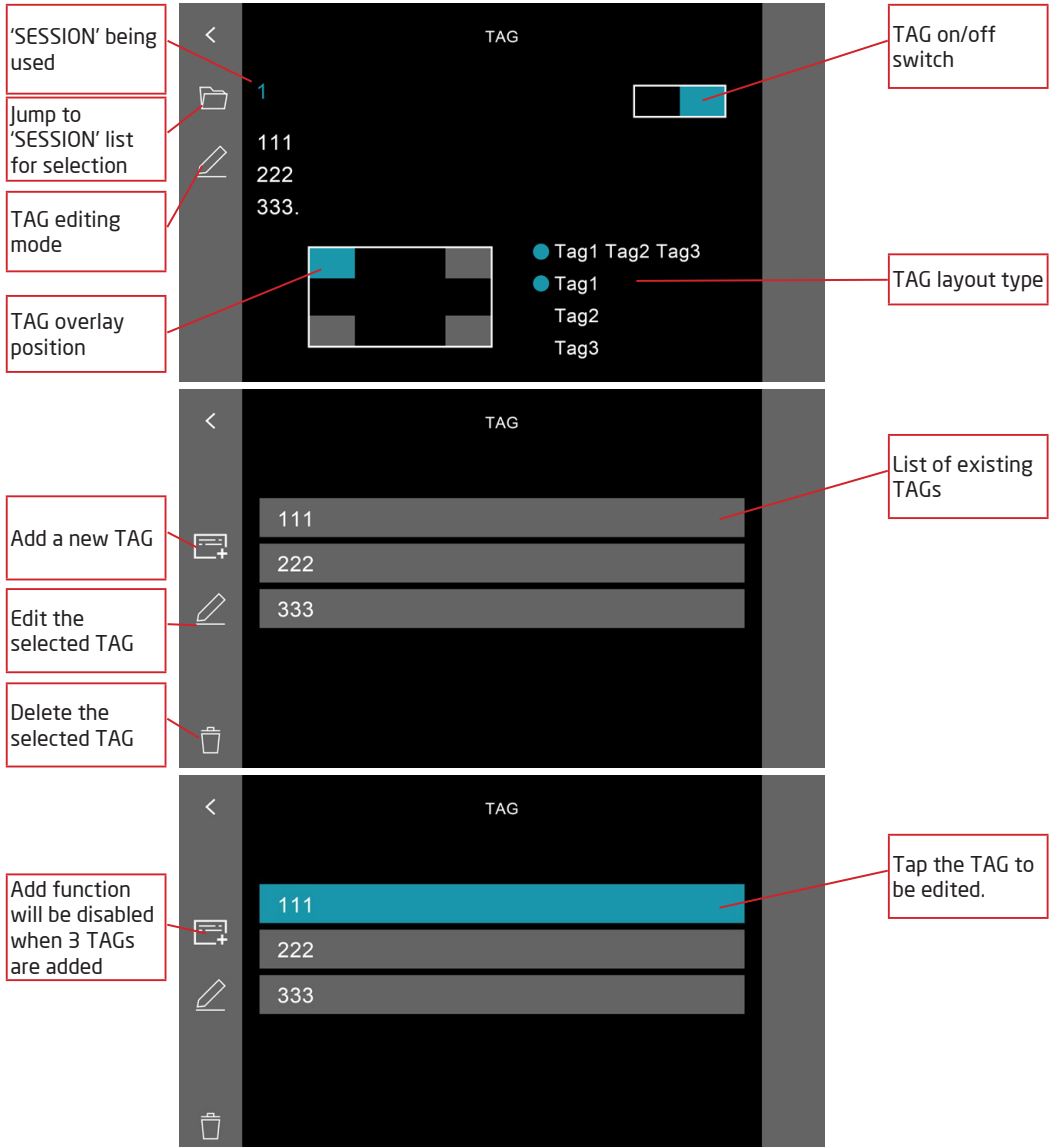 'SESSION' being
used
Jump to
'SESSION' list
for selection
TAG editing
mode
TAG overlay
position
<
TAG
1
111
222
333.
Tag1 Tag2 Tag3
Tag1
Tag2
Tag3
TAG on/off
switch
TAG layout type
Add a new TAG
Edit the
selected TAG
Delete the
selected TAG
<
TAG
111
222
333
List of existing
TAGs
Add function
will be disabled
when 3 TAGs
are added
<
TAG
111
222
333
Tap the TAG to
be edited.